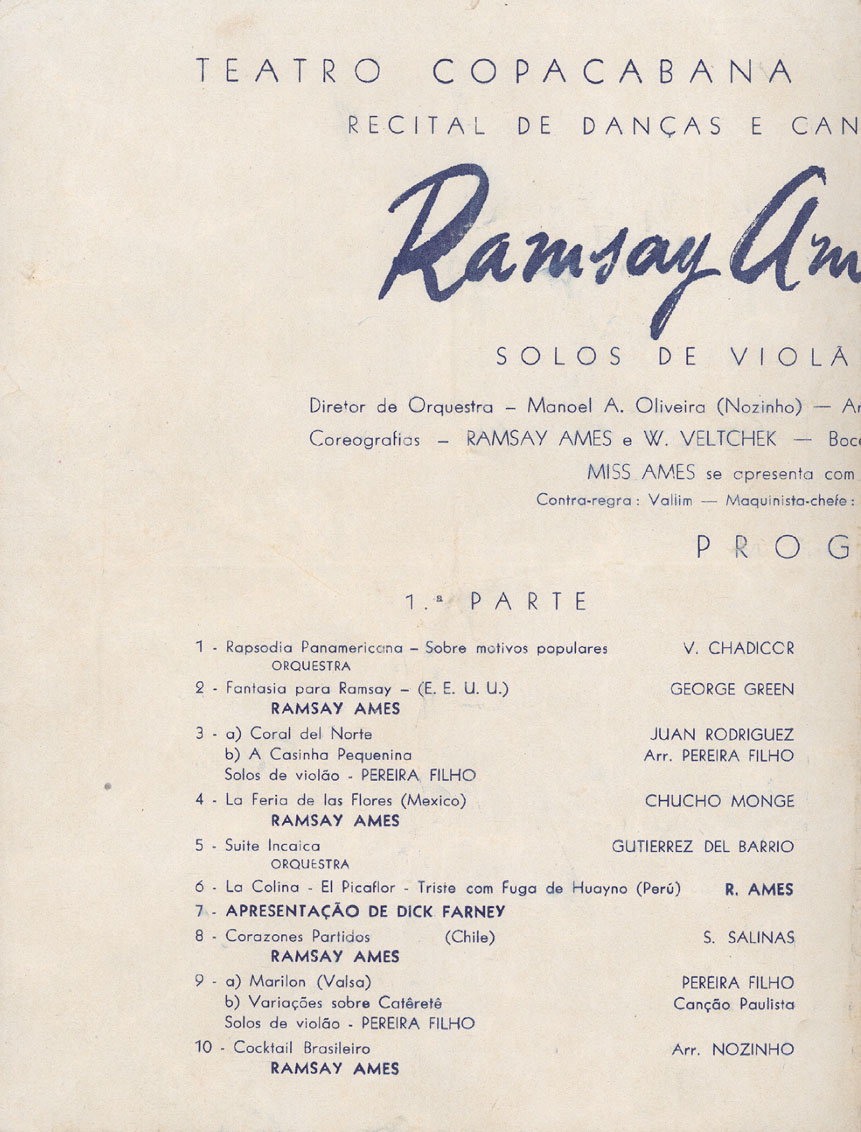 TEATRO COPACABANA
RECITAL DE DANÇAS E CAN
Ramsay Am
SOLOS DE VIOLÃ
Diretor de Orquestra – Manoel A. Oliveira (Nozinho) — Ar
Coreografias – RAMSAY AMES e W. VELTCHEK — Boce
MISS AMES se apresenta com
Contra-regra : Vallim — Maquinista-chefe :
PROG
1.ª PARTE
1 - Rapsodia Panamericana – Sobre motivos populares V. CHADICOR
ORQUESTRA
2 - Fantasia para Ramsay – (E. E. U. U.) GEORGE GREEN
RAMSAY AMES
3 - a) Coral del Norte JUAN RODRIGUEZ
b) A Casinha Pequenina Arr. PEREIRA FILHO
Solos de violão - PEREIRA FILHO
4 - La Feria de las Flores (Mexico) CHUCHO MONGE
RAMSAY AMES
5 - Suite Incaica GUTIERREZ DEL BARRIO
ORQUESTRA
6 - La Colina - El Picaflor - Triste com Fuga de Huayno (Perú) R. AMES
7 - APRESENTAÇÃO DE DICK FARNEY
8 - Corazones Partidos (Chile) S. SALINAS
RAMSAY AMES
9 - a) Marilon (Valsa) PEREIRA FILHO
b) Variações sobre Catêretê Canção Paulista
Solos de violão - PEREIRA FILHO
10 - Cocktail Brasileiro Arr. NOZINHO
RAMSAY AMES